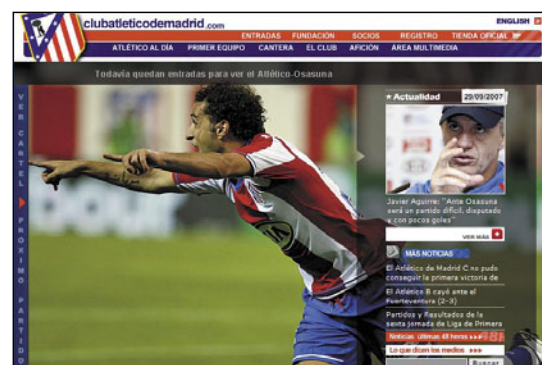 clubatleticodemadrid.com
ENGLISH
ENTRADAS FUNDACIÓN SOCIOS REGISTRO TIENDA OFICIAL
ATLÉTICO AL DÍA PRIMER EQUIPO CANTERA EL CLUB AFICIÓN ÁREA MULTIMEDIA
Todavía quedan entradas para ver el Atlético-Osasuna
VER CARTEL
PRÓXIMO PARTIDO
KIA
Actualidad 29/09/2007
Javier Aguirre: "Ante Osasuna
será un partido difícil, disputado
y con pocos goles"
VER MÁS
MÁS NOTICIAS
El Atlético de Madrid C no pudo
conseguir la primera victoria de
El Atlético B cayó ante el
Fuerteventura (2-3)
Partidos y Resultados de la
sexta jornada de Liga de Primera
Noticias últimas 48 horas
48H
Lo que dicen los medios
Buscar